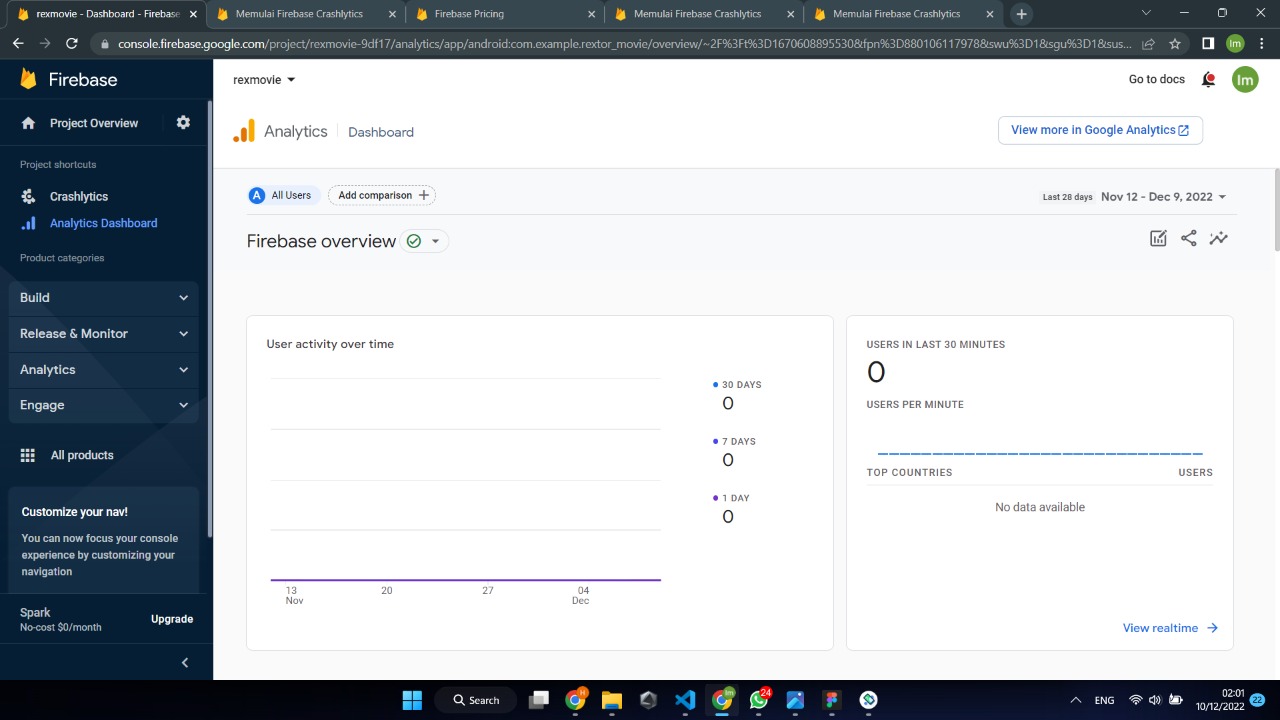 rexmovie - Dashboard - Firebase
Memulai Firebase Crashlytics
Firebase Pricing
Memulai Firebase Crashlytics
Memulai Firebase Crashlytics
console.firebase.google.com/project/rexmovie-9df17/analytics/app/android:com.example.rextor_movie/overview/~2F%3Ft%3D1670608895530&fpn%3D880106117978&swu%3D1&sgu%3D1&sus...
Im
Firebase
rexmovie
Go to docs
Im
Project Overview
Analytics
Dashboard
View more in Google Analytics
Project shortcuts
Crashlytics
Analytics Dashboard
Product categories
Build
Release & Monitor
Analytics
Engage
All products
Customize your nav!
You can now focus your console
experience by customizing your
navigation
Spark
No-cost $0/month
Upgrade
A All Users
Add comparison
Last 28 days Nov 12 - Dec 9, 2022
Firebase overview
User activity over time
30 DAYS
0
7 DAYS
0
1 DAY
0
13
Nov
20
27
04
Dec
USERS IN LAST 30 MINUTES
0
USERS PER MINUTE
TOP COUNTRIES
USERS
No data available
View realtime
Search
H
Im
24
ENG
02:01
10/12/2022
22